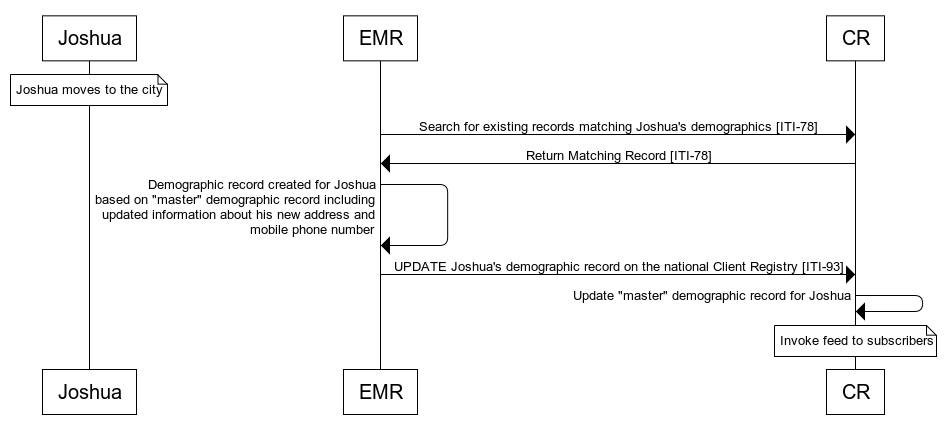 Joshua
EMR
CR
Joshua moves to the city
Search for existing records matching Joshua's demographics [ITI-78]
Return Matching Record [ITI-78]
Demographic record created for Joshua
based on "master" demographic record including
updated information about his new address and
mobile phone number
UPDATE Joshua's demographic record on the national Client Registry [ITI-93]
Update "master" demographic record for Joshua
Invoke feed to subscribers
Joshua
EMR
CR